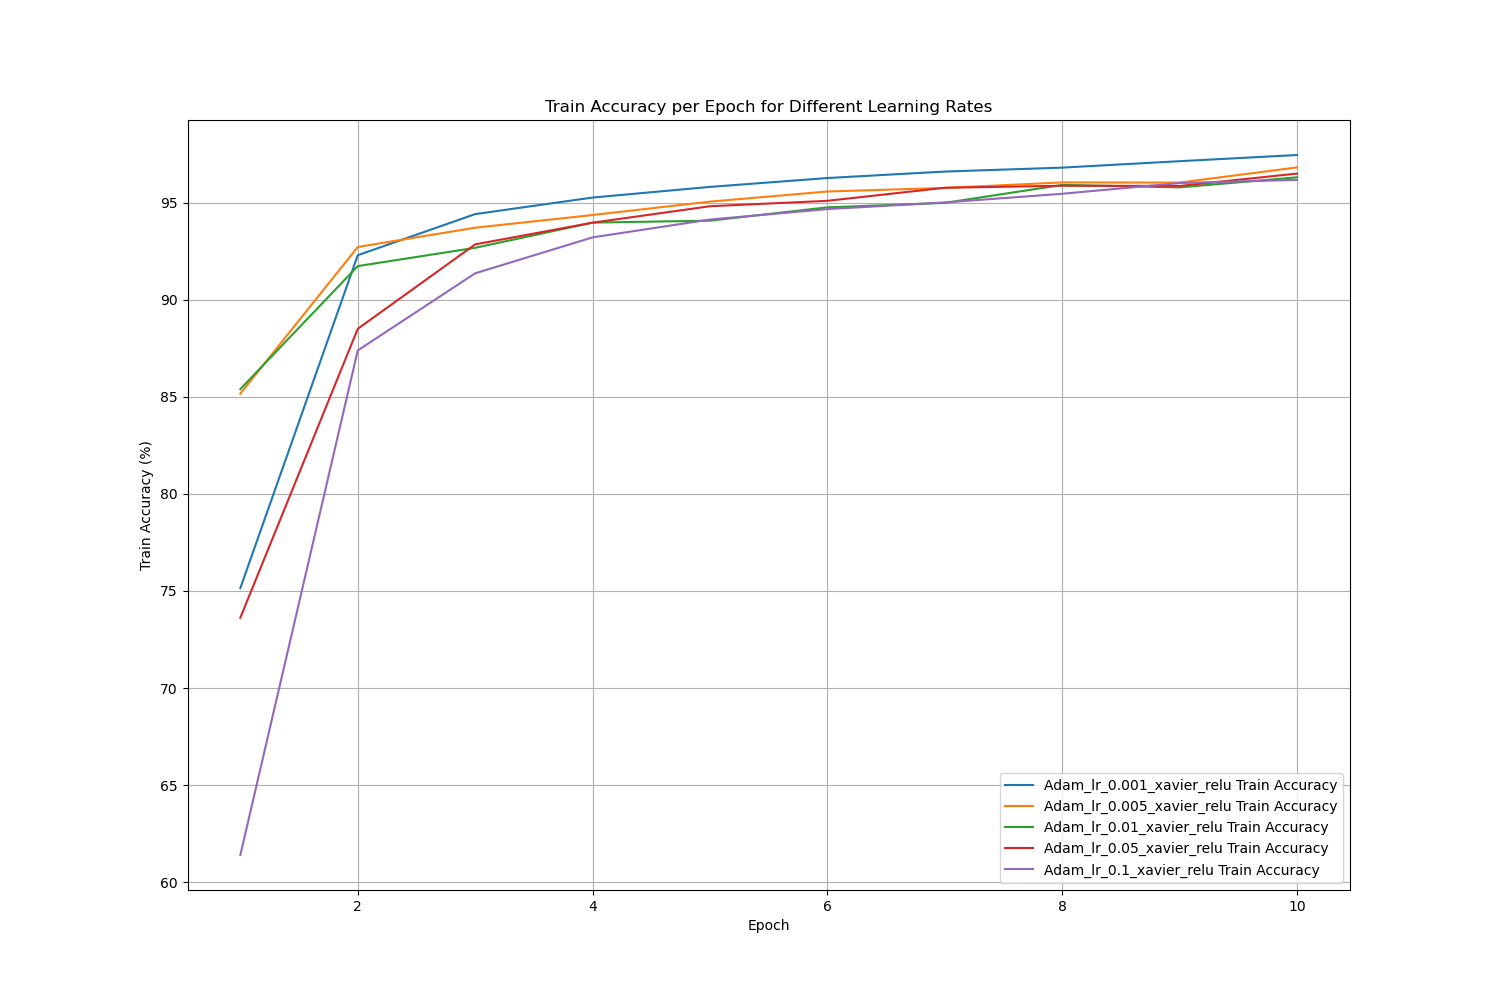 Train Accuracy per Epoch for Different Learning Rates
Train Accuracy (%)
95
90
85
80
75
70
65
60
2
4
6
8
10
Epoch
Adam_lr_0.001_xavier_relu Train Accuracy
Adam_lr_0.005_xavier_relu Train Accuracy
Adam_lr_0.01_xavier_relu Train Accuracy
Adam_lr_0.05_xavier_relu Train Accuracy
Adam_lr_0.1_xavier_relu Train Accuracy